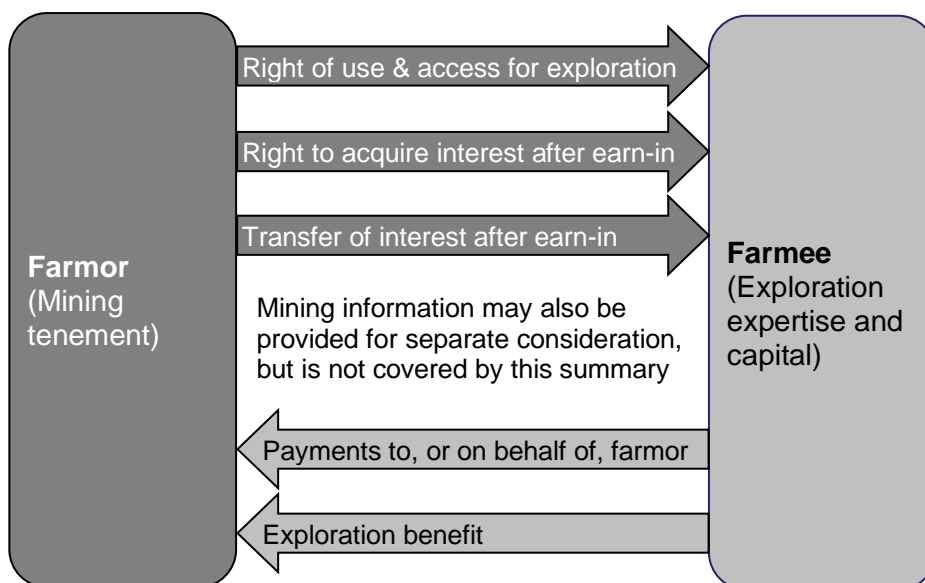 Right of use & access for exploration
Right to acquire interest after earn-in
Transfer of interest after earn-in
Farmor
(Mining
tenement)
Mining information may also be
provided for separate consideration,
but is not covered by this summary
Farmee
(Exploration
expertise and
capital)
Payments to, or on behalf of, farmor
Exploration benefit